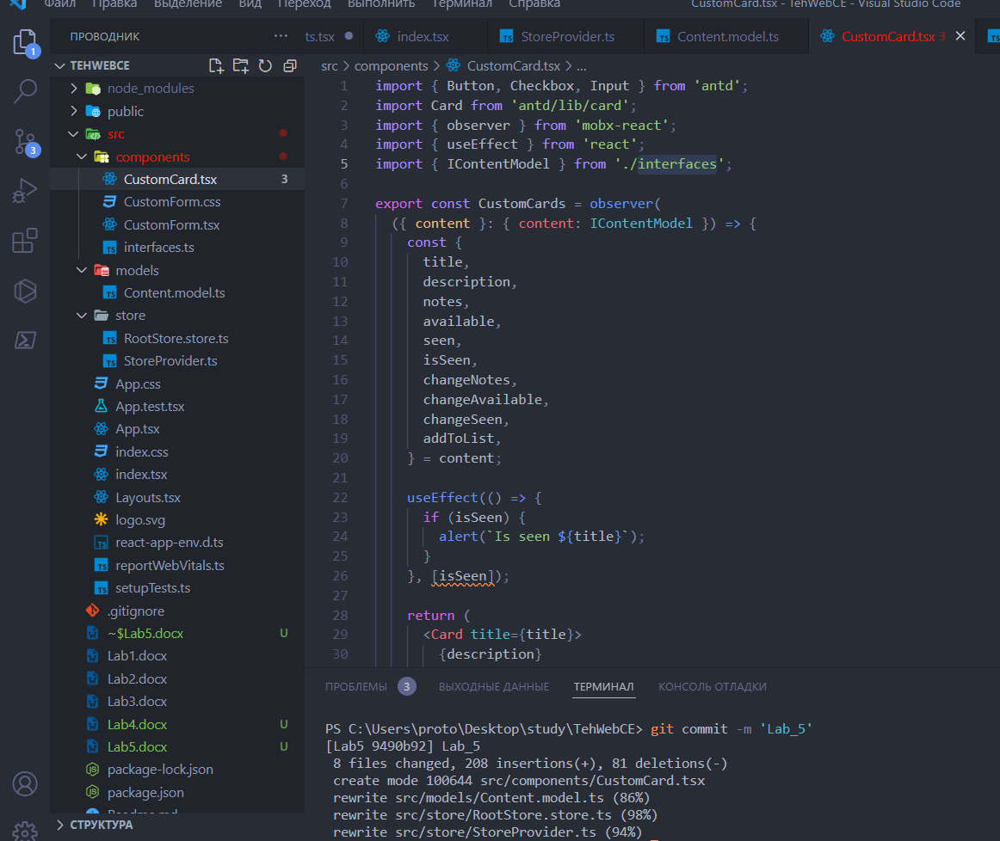 Файл Правка Выделение Вид Переход Выполнить Терминал Справка CustomCard.tsx - TehWebCE - Visual Studio Code
ПРОВОДНИК ···
ts.tsx index.tsx StoreProvider.ts Content.model.ts CustomCard.tsx 3
src > components > CustomCard.tsx > ...
1
3
TEHWEBCE
node_modules
public
src
components
CustomCard.tsx 3
CustomForm.css
CustomForm.tsx
interfaces.ts
models
Content.model.ts
store
RootStore.store.ts
StoreProvider.ts
App.css
App.test.tsx
App.tsx
index.css
index.tsx
Layouts.tsx
logo.svg
react-app-env.d.ts
reportWebVitals.ts
setupTests.ts
.gitignore
~$Lab5.docx U
Lab1.docx
Lab2.docx
Lab3.docx
Lab4.docx U
Lab5.docx U
package-lock.json
package.json
Readme.md
СТРУКТУРА
1 import { Button, Checkbox, Input } from 'antd';
2 import Card from 'antd/lib/card';
3 import { observer } from 'mobx-react';
4 import { useEffect } from 'react';
5 import { IContentModel } from './interfaces';
6
7 export const CustomCards = observer(
8 ({ content }: { content: IContentModel }) => {
9 const {
10 title,
11 description,
12 notes,
13 available,
14 seen,
15 isSeen,
16 changeNotes,
17 changeAvailable,
18 changeSeen,
19 addToList,
20 } = content;
21
22 useEffect(() => {
23 if (isSeen) {
24 alert(`Is seen ${title}`);
25 }
26 }, [isSeen]);
27
28 return (
29 <Card title={title}>
30 {description}
ПРОБЛЕМЫ 3 ВЫХОДНЫЕ ДАННЫЕ ТЕРМИНАЛ КОНСОЛЬ ОТЛАДКИ
PS C:\Users\proto\Desktop\study\TehWebCE> git commit -m 'Lab_5'
[Lab5 9490b92] Lab_5
8 files changed, 208 insertions(+), 81 deletions(-)
create mode 100644 src/components/CustomCard.tsx
rewrite src/models/Content.model.ts (86%)
rewrite src/store/RootStore.store.ts (98%)
rewrite src/store/StoreProvider.ts (94%)